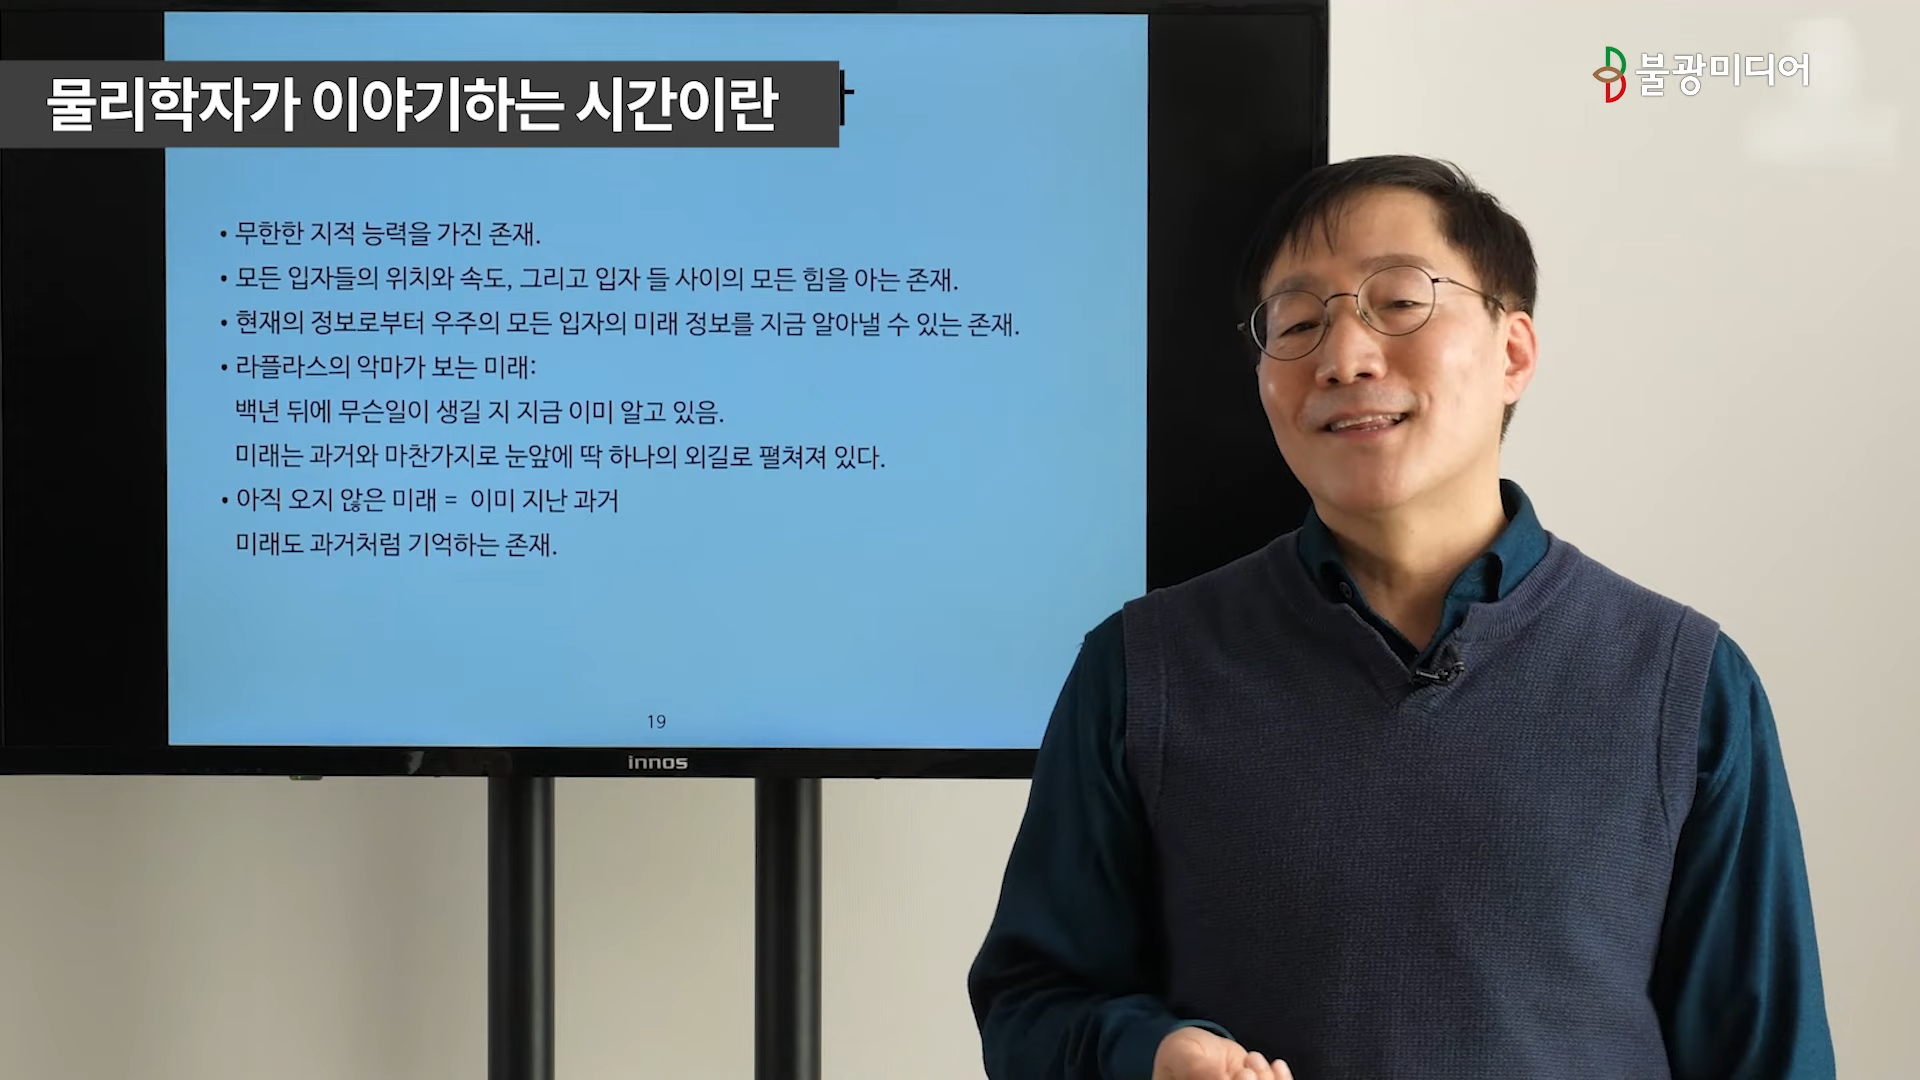 물리학자가 이야기하는 시간이란
불광미디어
• 무한한 지적 능력을 가진 존재.
• 모든 입자들의 위치와 속도, 그리고 입자 들 사이의 모든 힘을 아는 존재.
• 현재의 정보로부터 우주의 모든 입자의 미래 정보를 지금 알아낼 수 있는 존재.
• 라플라스의 악마가 보는 미래:
백년 뒤에 무슨일이 생길 지 지금 이미 알고 있음.
미래는 과거와 마찬가지로 눈앞에 딱 하나의 외길로 펼쳐져 있다.
• 아직 오지 않은 미래 = 이미 지난 과거
미래도 과거처럼 기억하는 존재.
19
innos